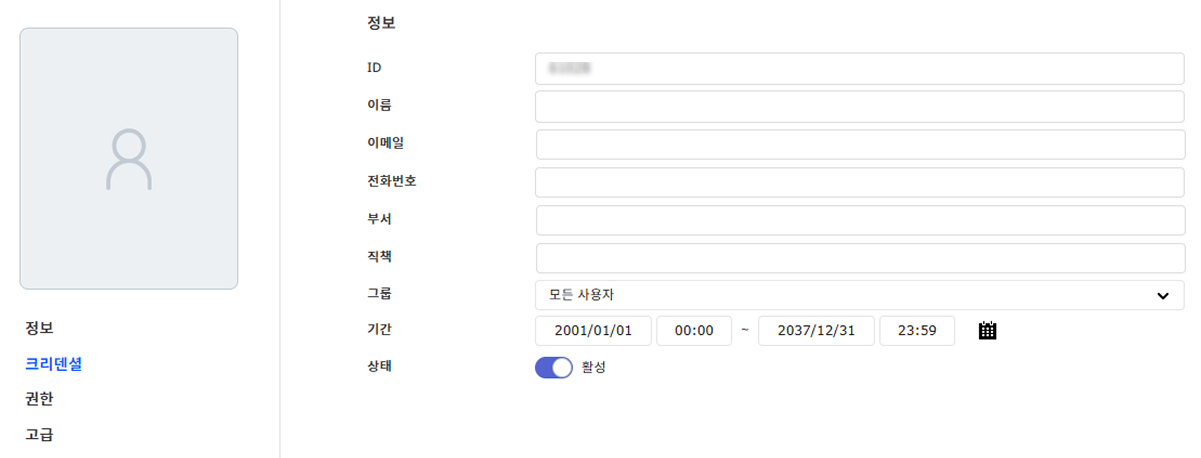 정보
크리덴셜
권한
고급
정보
ID
이름
이메일
전화번호
부서
직책
그룹 모든 사용자
기간 2001/01/01 00:00 ~ 2037/12/31 23:59
상태 활성